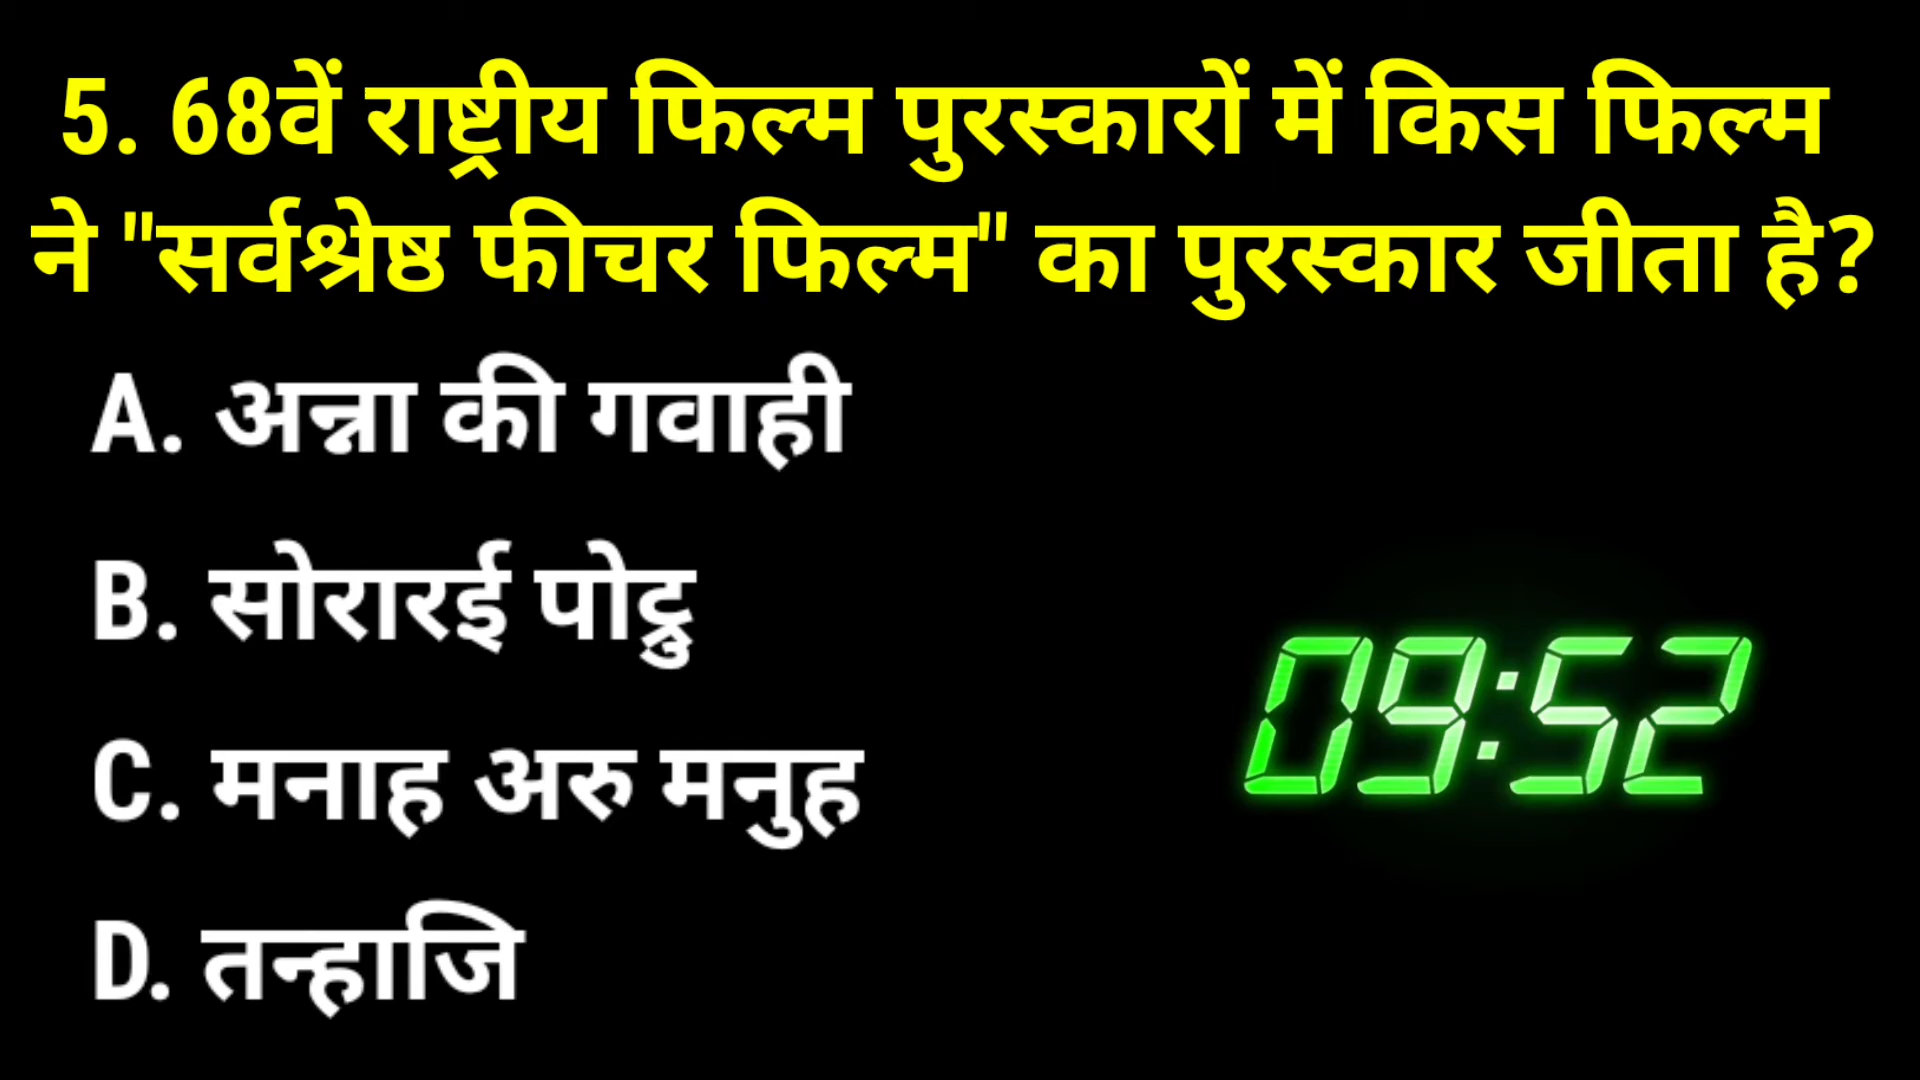 5. 68वें राष्ट्रीय फिल्म पुरस्कारों में किस फिल्म
ने "सर्वश्रेष्ठ फीचर फिल्म" का पुरस्कार जीता है?
A. अन्ना की गवाही
B. सोरारई पोट्रु
C. मनाह अरु मनुह
D. तन्हाजि
09:52